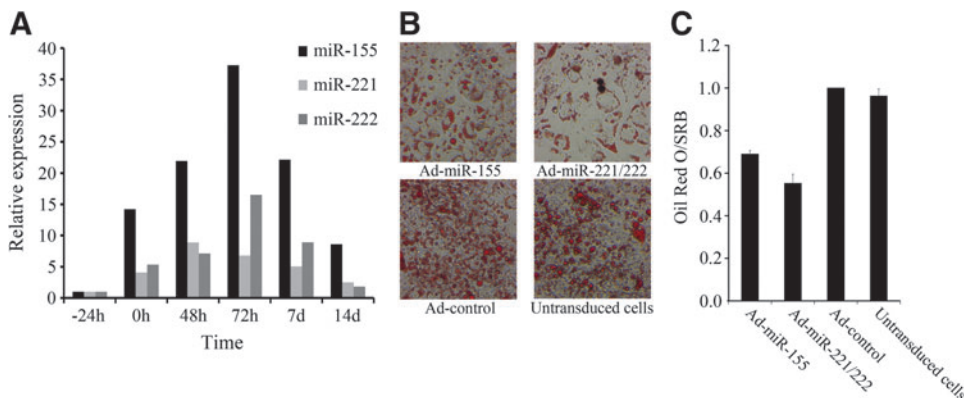 A
Relative expression
40
35
30
25
20
15
10
5
0
miR-155
miR-221
miR-222
-24h 0h 48h 72h 7d 14d
Time
B
Ad-miR-155 Ad-miR-221/222
Ad-control Untransduced cells
C
Oil Red O/SRB
1.2
1.0
0.8
0.6
0.4
0.2
0.0
Ad-miR-155
Ad-miR-221/222
Ad-control
Untransduced cells